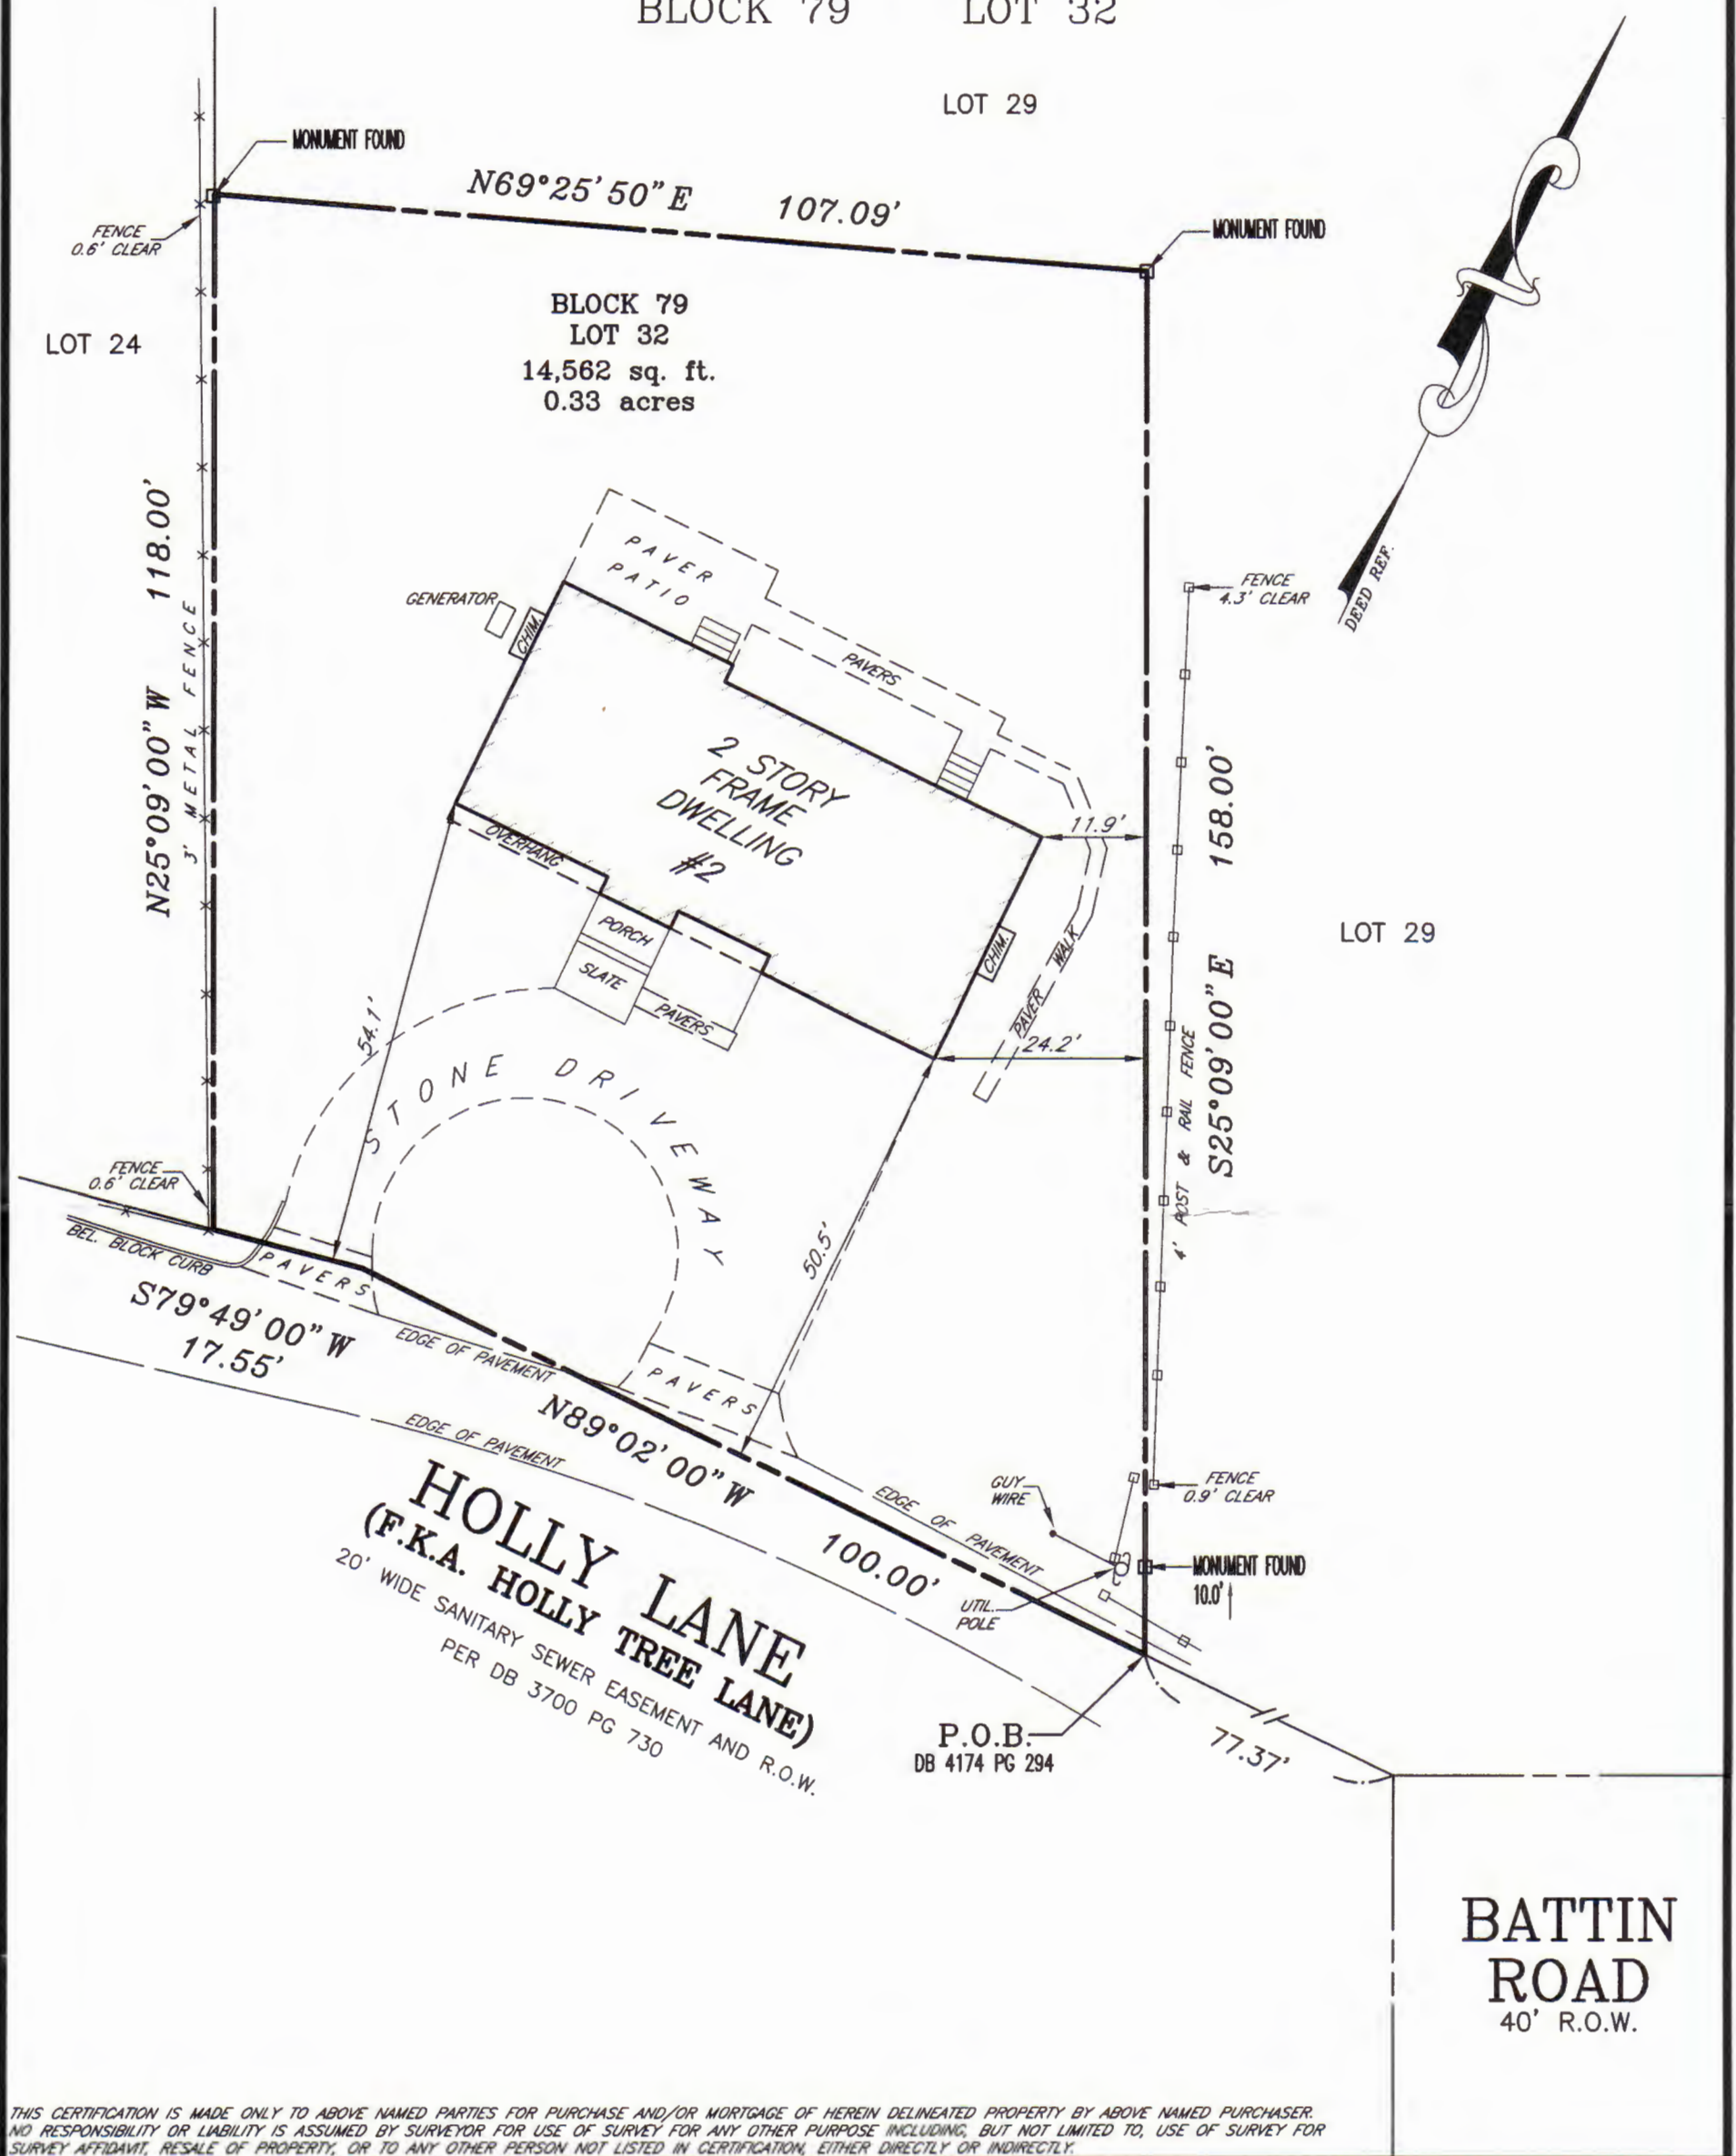 BLOCK 79 LOT 32
LOT 29
MONUMENT FOUND
N69°25'50"E 107.09'
MONUMENT FOUND
FENCE
0.6' CLEAR
BLOCK 79
LOT 32
14,562 sq. ft.
0.33 acres
LOT 24
DEED REF.
N25°09'00"W 118.00'
3' METAL FENCE
PAVER
PATIO
GENERATOR
CHIM.
FENCE
4.3' CLEAR
PAVERS
2 STORY
FRAME
DWELLING
#2
OVERHANG
11.9'
S25°09'00"E 158.00'
LOT 29
PORCH
SLATE
PAVERS
CHIM.
PAVER WALK
24.2'
54.1'
STONE DRIVEWAY
4' POST & RAIL FENCE
FENCE
0.6' CLEAR
BEL. BLOCK CURB
PAVERS
50.5'
S79°49'00"W
17.55'
EDGE OF PAVEMENT
PAVERS
EDGE OF PAVEMENT
N89°02'00"W 100.00'
EDGE OF PAVEMENT
GUY
WIRE
FENCE
0.9' CLEAR
MONUMENT FOUND
10.0'
UTIL.
POLE
HOLLY LANE
(F.K.A. HOLLY TREE LANE)
20' WIDE SANITARY SEWER EASEMENT AND R.O.W.
PER DB 3700 PG 730
P.O.B.
DB 4174 PG 294
77.37'
BATTIN
ROAD
40' R.O.W.
THIS CERTIFICATION IS MADE ONLY TO ABOVE NAMED PARTIES FOR PURCHASE AND/OR MORTGAGE OF HEREIN DELINEATED PROPERTY BY ABOVE NAMED PURCHASER.
NO RESPONSIBILITY OR LIABILITY IS ASSUMED BY SURVEYOR FOR USE OF SURVEY FOR ANY OTHER PURPOSE INCLUDING, BUT NOT LIMITED TO, USE OF SURVEY FOR
SURVEY AFFIDAVIT, RESALE OF PROPERTY, OR TO ANY OTHER PERSON NOT LISTED IN CERTIFICATION, EITHER DIRECTLY OR INDIRECTLY.